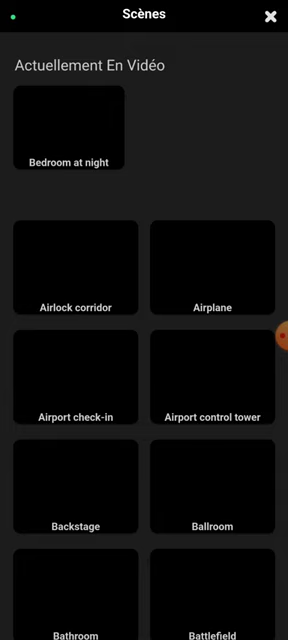 Scènes
Actuellement En Vidéo
Bedroom at night
Airlock corridor
Airplane
Airport check-in
Airport control tower
Backstage
Ballroom
Bathroom
Battlefield